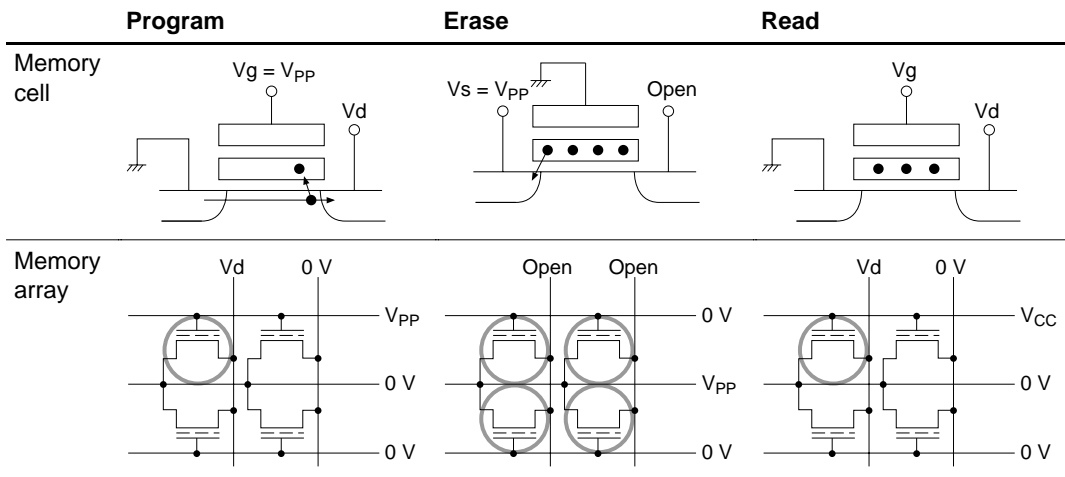 Program Erase Read
Memory cell
Vg = VPP
Vd
Vs = VPP
Open
Vg
Vd
Memory array
Vd 0 V
VPP
0 V
0 V
Open Open
0 V
VPP
0 V
Vd 0 V
VCC
0 V
0 V